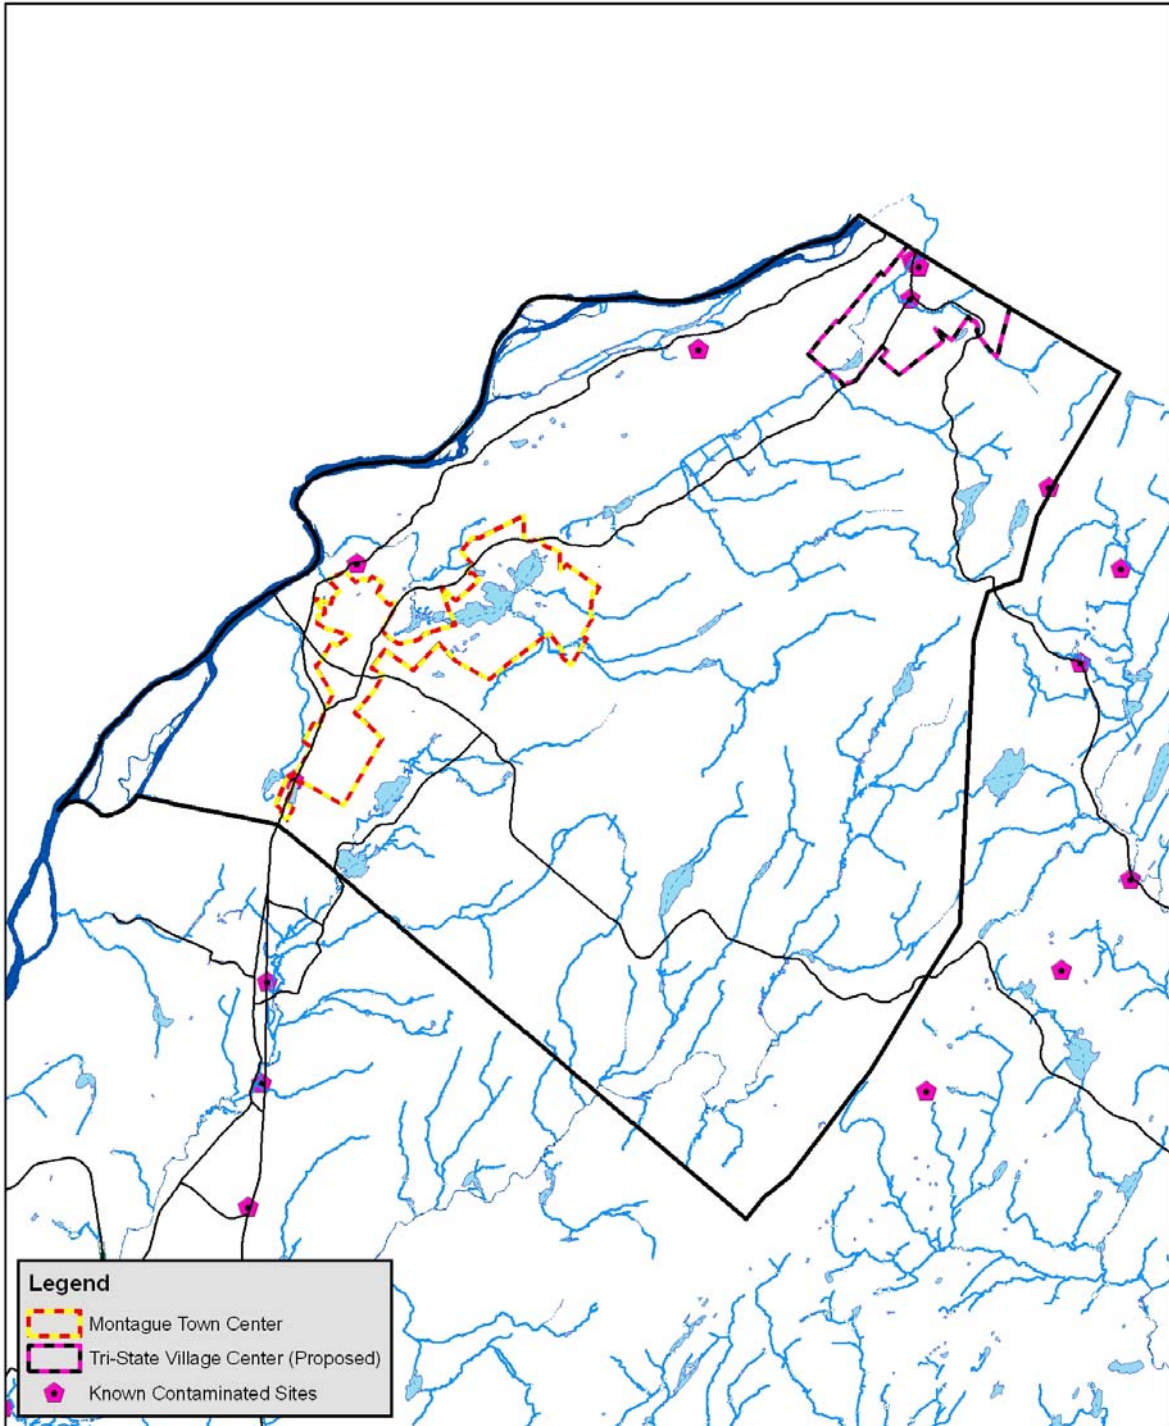 Legend
Montague Town Center
Tri-State Village Center (Proposed)
Known Contaminated Sites